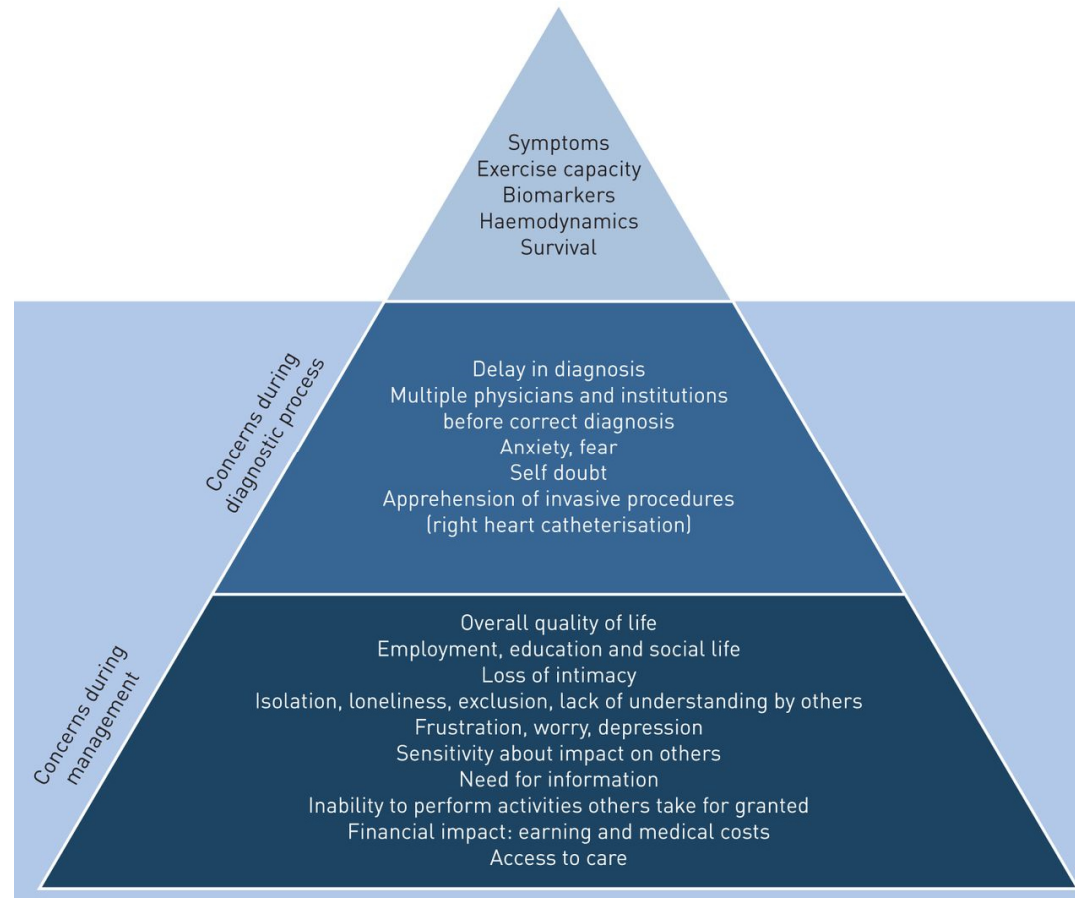 Symptoms
Exercise capacity
Biomarkers
Haemodynamics
Survival
Concerns during
diagnostic process
Delay in diagnosis
Multiple physicians and institutions
before correct diagnosis
Anxiety, fear
Self doubt
Apprehension of invasive procedures
(right heart catheterisation)
Concerns during
management
Overall quality of life
Employment, education and social life
Loss of intimacy
Isolation, loneliness, exclusion, lack of understanding by others
Frustration, worry, depression
Sensitivity about impact on others
Need for information
Inability to perform activities others take for granted
Financial impact: earning and medical costs
Access to care